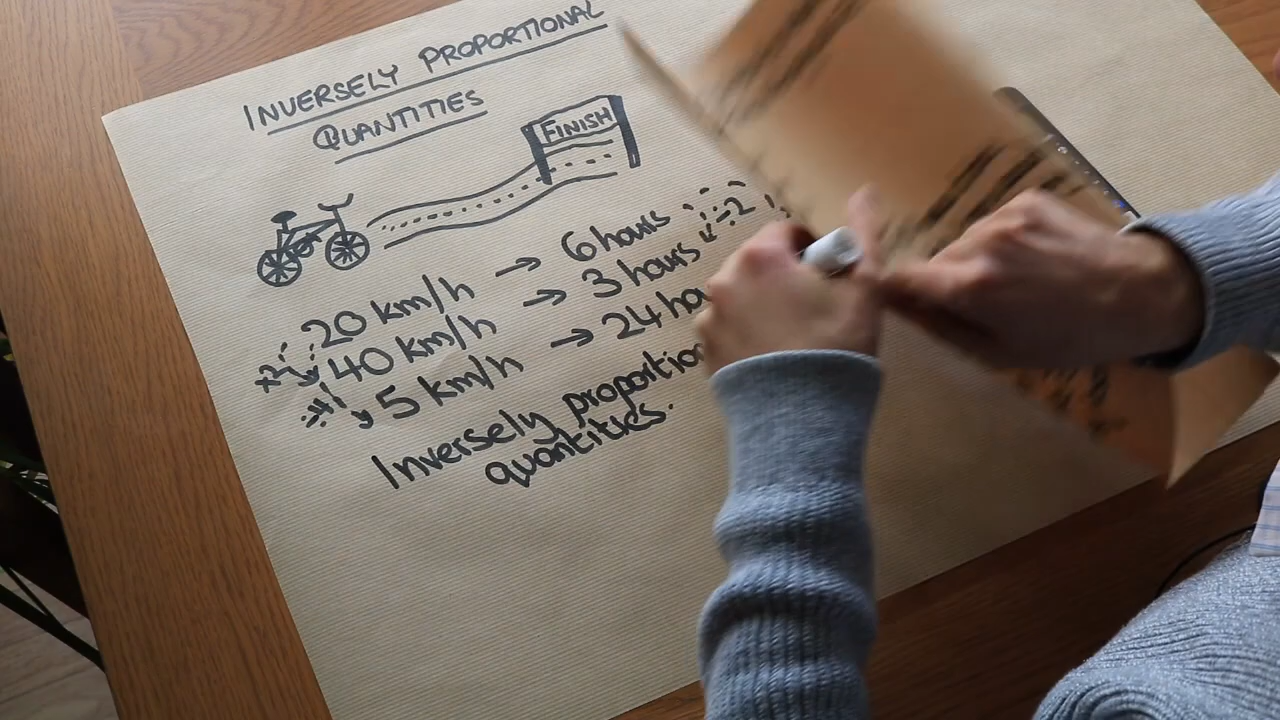 INVERSELY PROPORTIONAL
QUANTITIES
FINISH
20 km/h → 6 hours ÷2
×2 40 km/h → 3 hours
÷4 5 km/h → 24
Inversely
quantities.